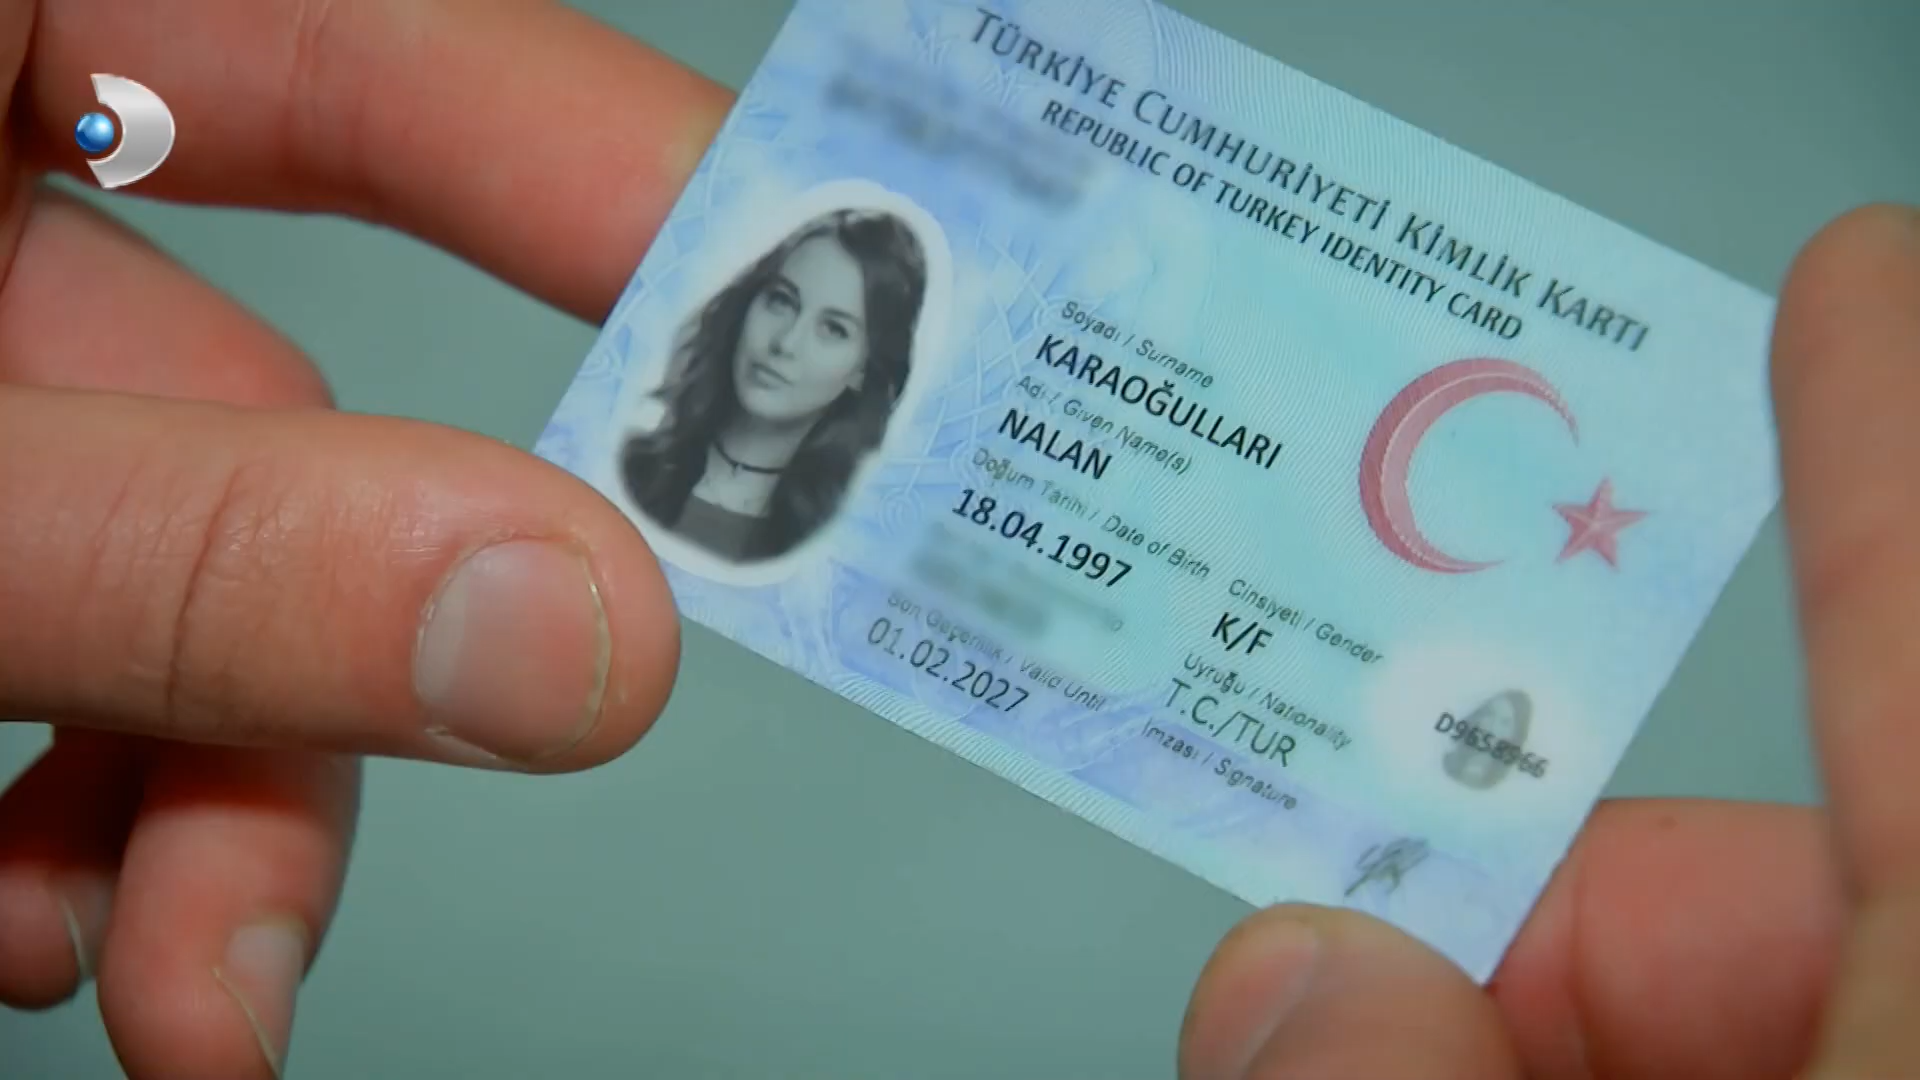 TÜRKİYE CUMHURİYETİ KİMLİK KARTI
REPUBLIC OF TURKEY IDENTITY CARD
Soyadı / Surname
KARAOĞULLARI
Adı / Given Name(s)
NALAN
Doğum Tarihi / Date of Birth
18.04.1997
Cinsiyeti / Gender
K/F
Son Geçerlilik / Valid Until
01.02.2027
Uyruğu / Nationality
T.C./TUR
İmzası / Signature
D9658966